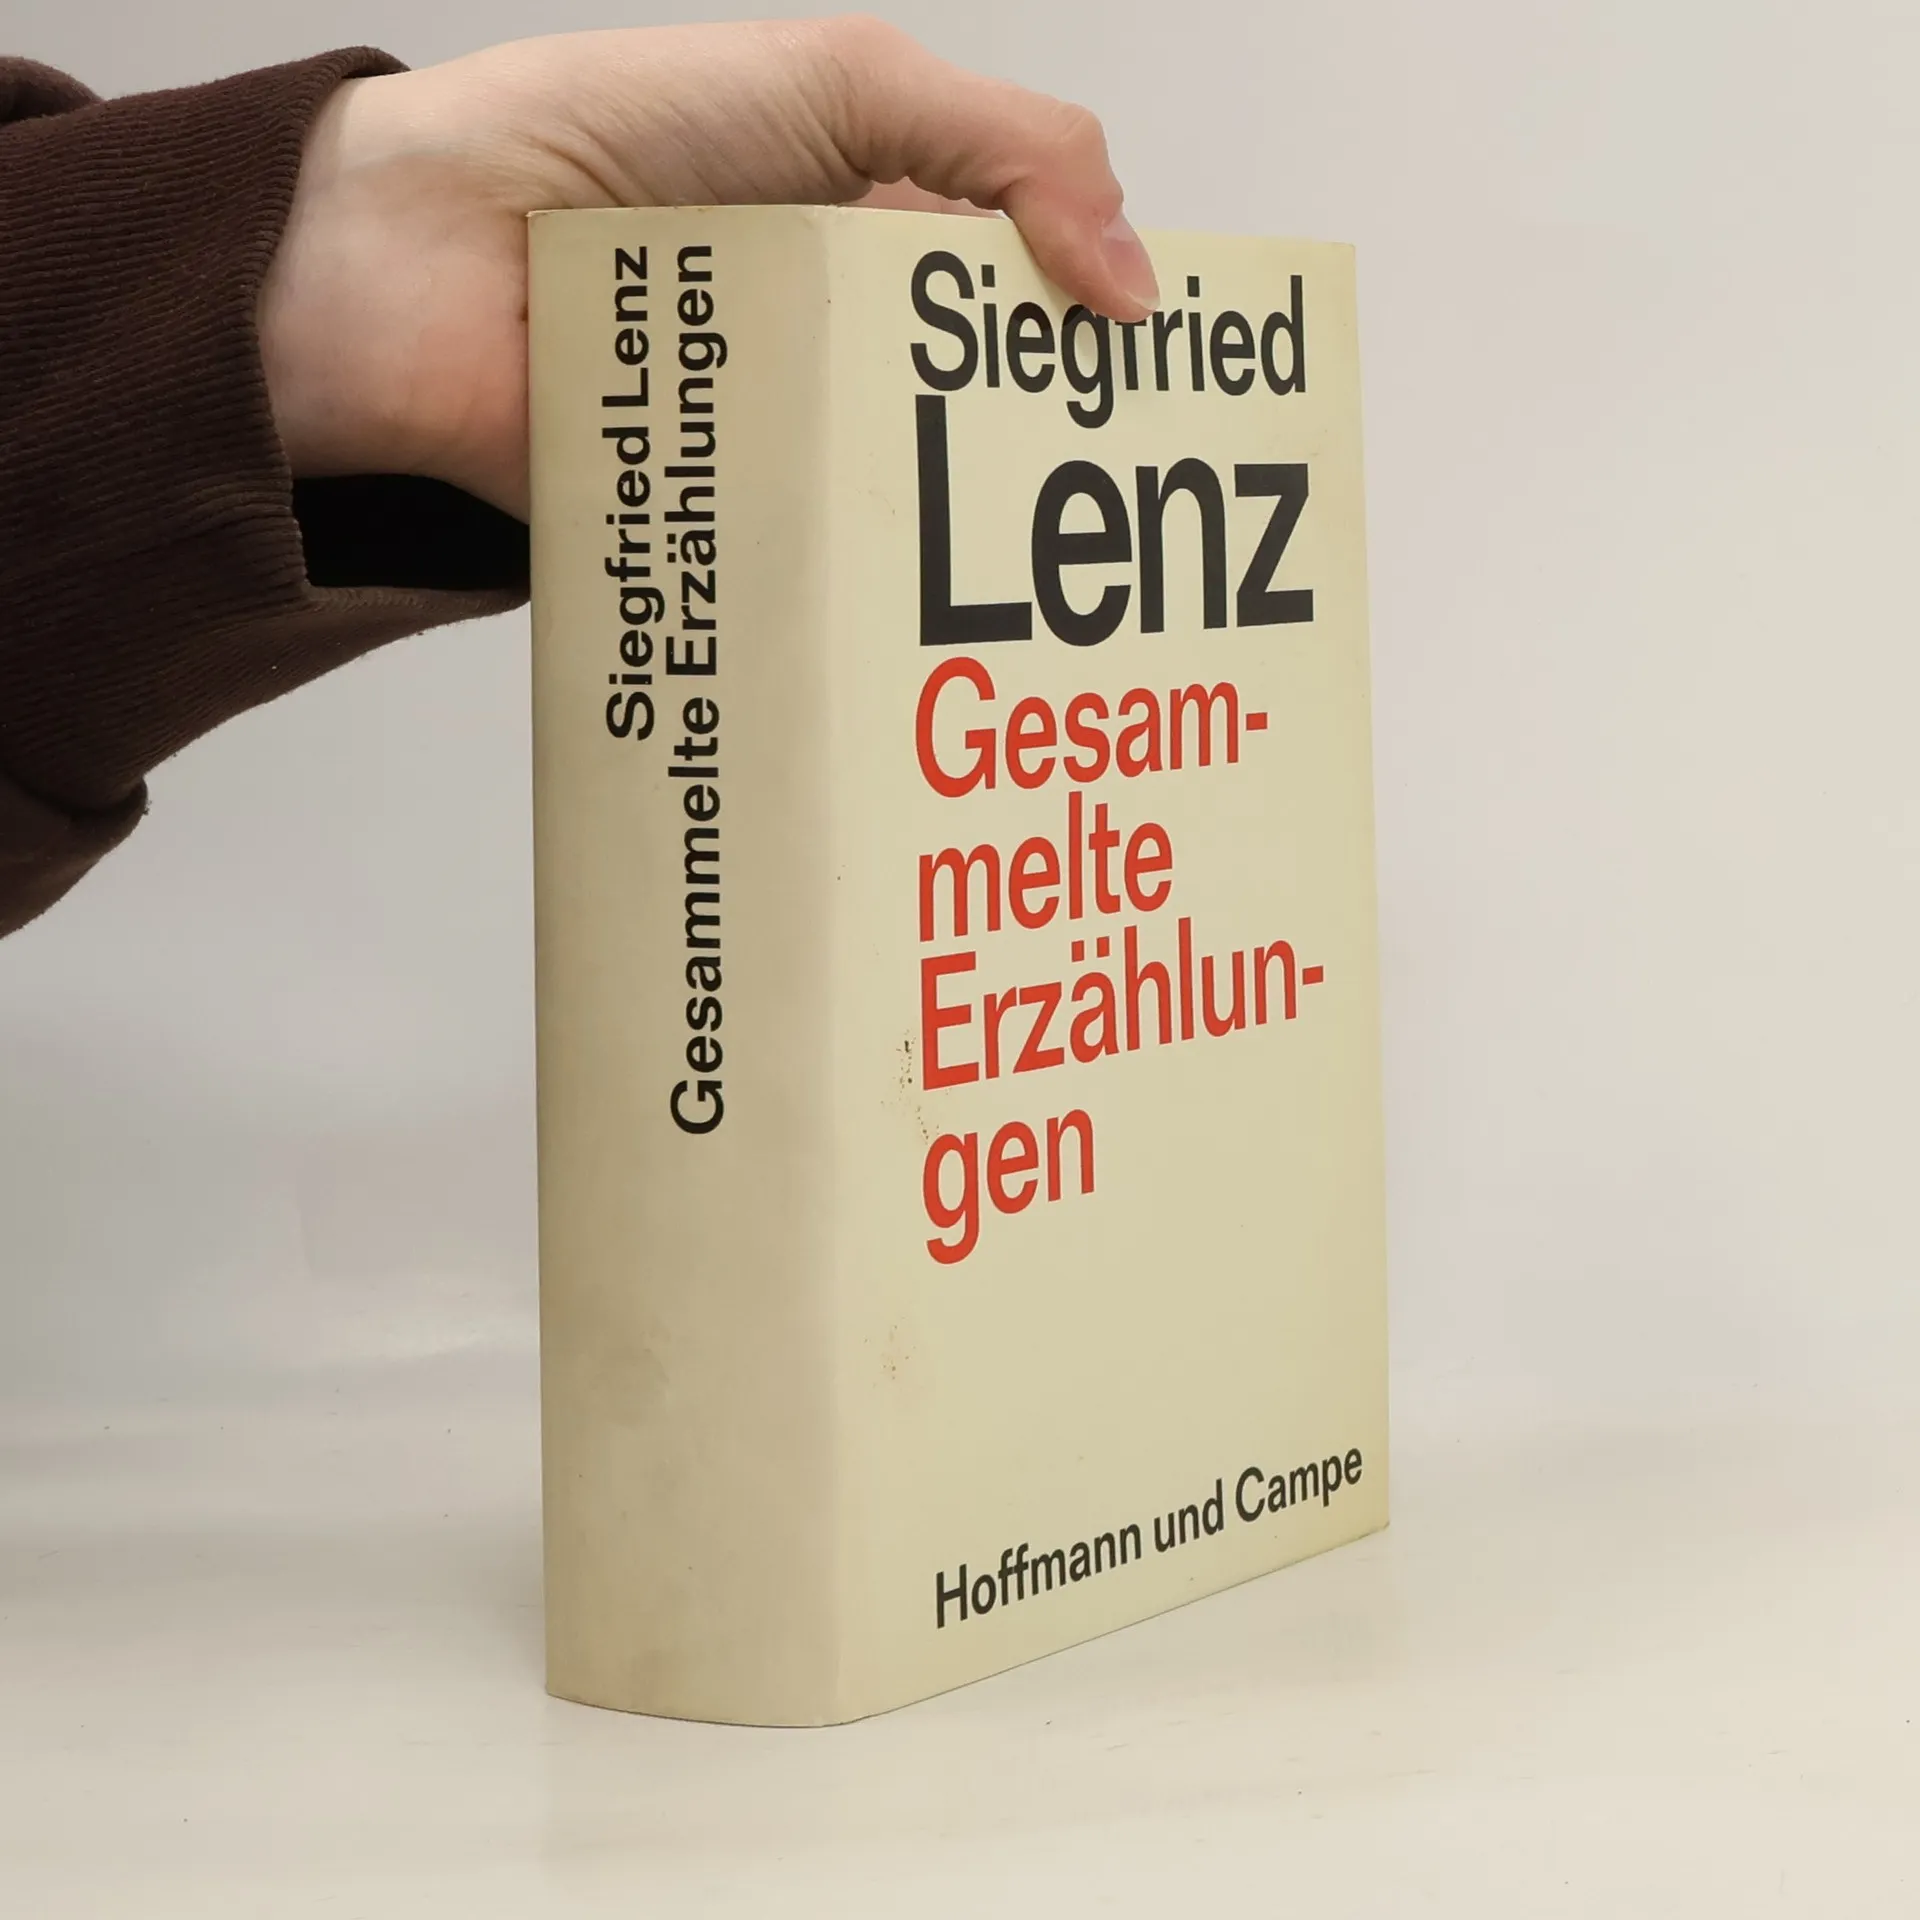 Siegfried Lenz
Gesammelte Erzählungen
Siegfried
Lenz
Gesam-
melte
Erzählun-
gen
Hoffmann und Campe